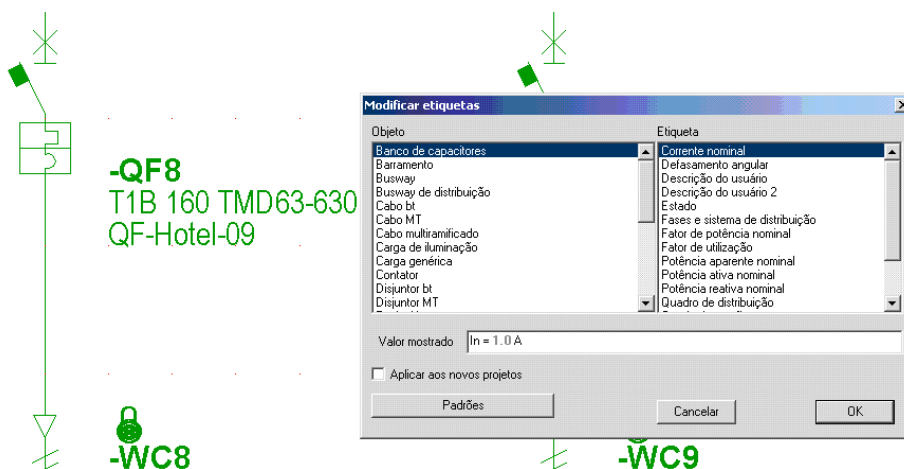 -QF8
T1B 160 TMD63-630
QF-Hotel-09
-WC8
Modificar etiquetas
Objeto
Banco de capacitores
Barramento
Busway
Busway de distribuição
Cabo bt
Cabo MT
Cabo multiramificado
Carga de iluminação
Carga genérica
Contator
Disjuntor bt
Disjuntor MT
Etiqueta
Corrente nominal
Defasamento angular
Descrição do usuário
Descrição do usuário 2
Estado
Fases e sistema de distribuição
Fator de potência nominal
Fator de utilização
Potência aparente nominal
Potência ativa nominal
Potência reativa nominal
Quadro de distribuição
Valor mostrado
In = 1.0 A
Aplicar aos novos projetos
Padrões
Cancelar
OK
-WC9